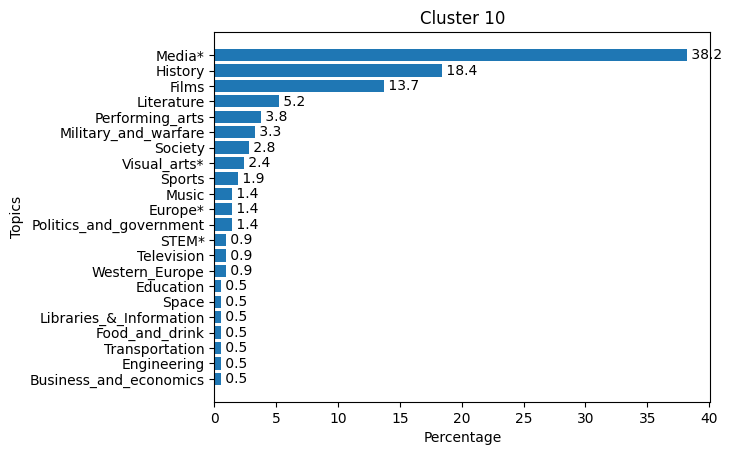 Cluster 10
Topics
Media* 38.2
History 18.4
Films 13.7
Literature 5.2
Performing_arts 3.8
Military_and_warfare 3.3
Society 2.8
Visual_arts* 2.4
Sports 1.9
Music 1.4
Europe* 1.4
Politics_and_government 1.4
STEM* 0.9
Television 0.9
Western_Europe 0.9
Education 0.5
Space 0.5
Libraries_&_Information 0.5
Food_and_drink 0.5
Transportation 0.5
Engineering 0.5
Business_and_economics 0.5
0 5 10 15 20 25 30 35 40
Percentage